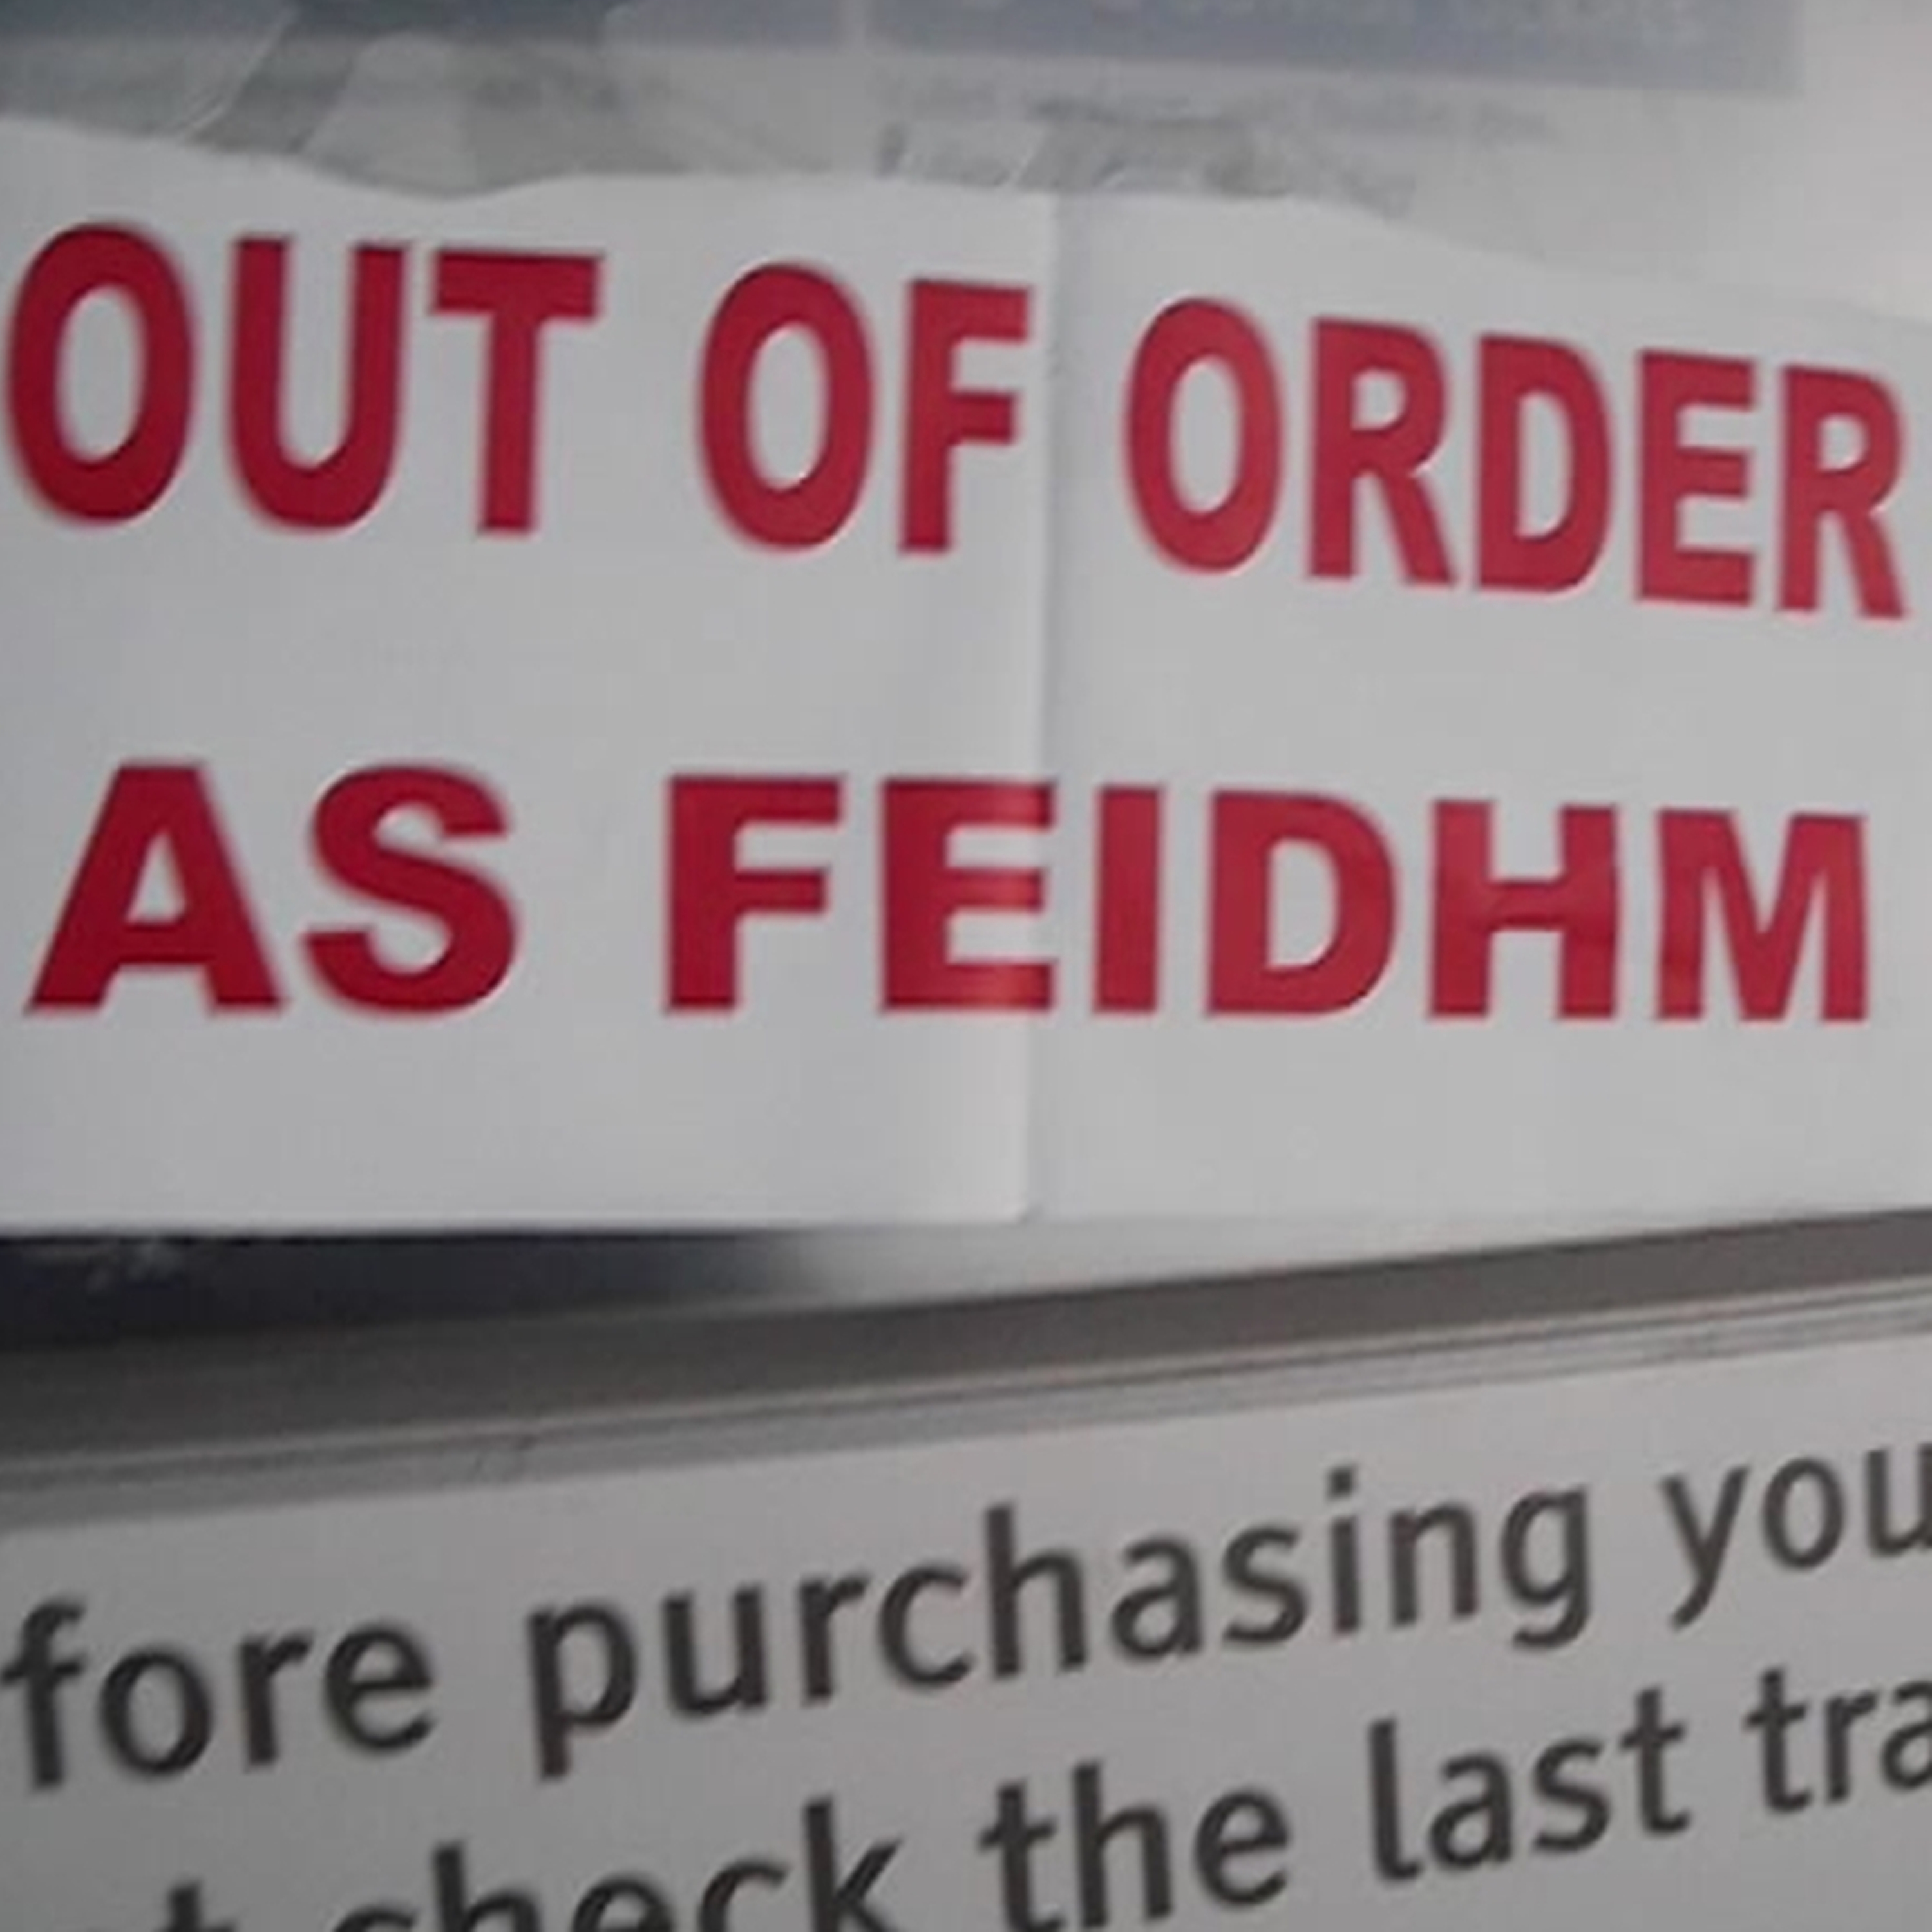 OUT OF ORDER
AS FEIDHM
fore purchasing you
check the last tra